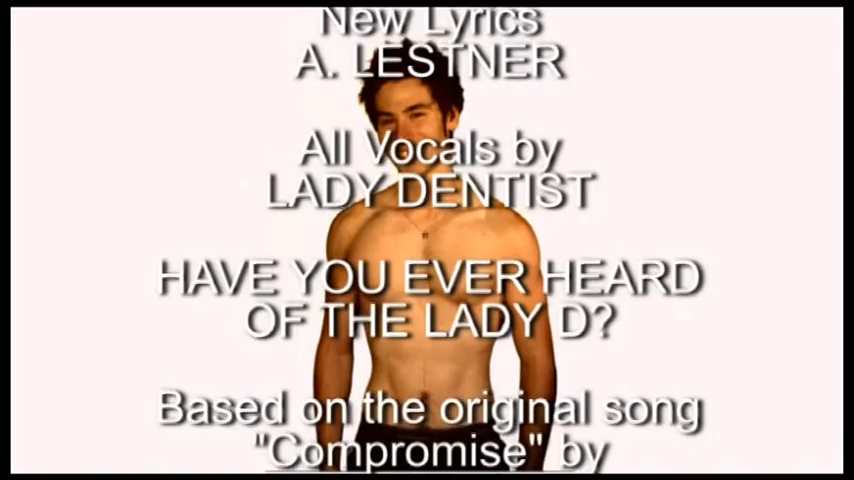 New Lyrics
A. LESTNER
All Vocals by
LADY DENTIST
HAVE YOU EVER HEARD
OF THE LADY D?
Based on the original song
"Compromise" by